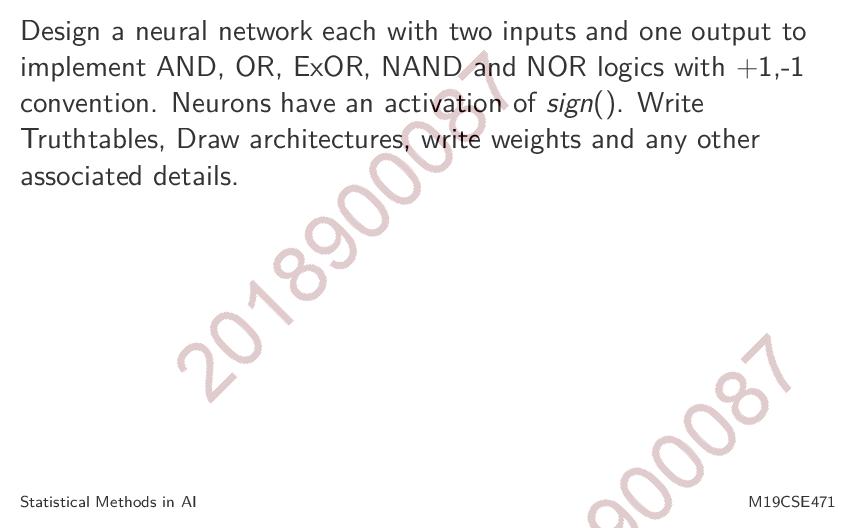 Design a neural network each with two inputs and one output to
implement AND, OR, ExOR, NAND and NOR logics with +1,-1
convention. Neurons have an activation of sign(). Write
Truthtables, Draw architectures, write weights and any other
associated details.
2018900087
900087
Statistical Methods in AI
M19CSE471